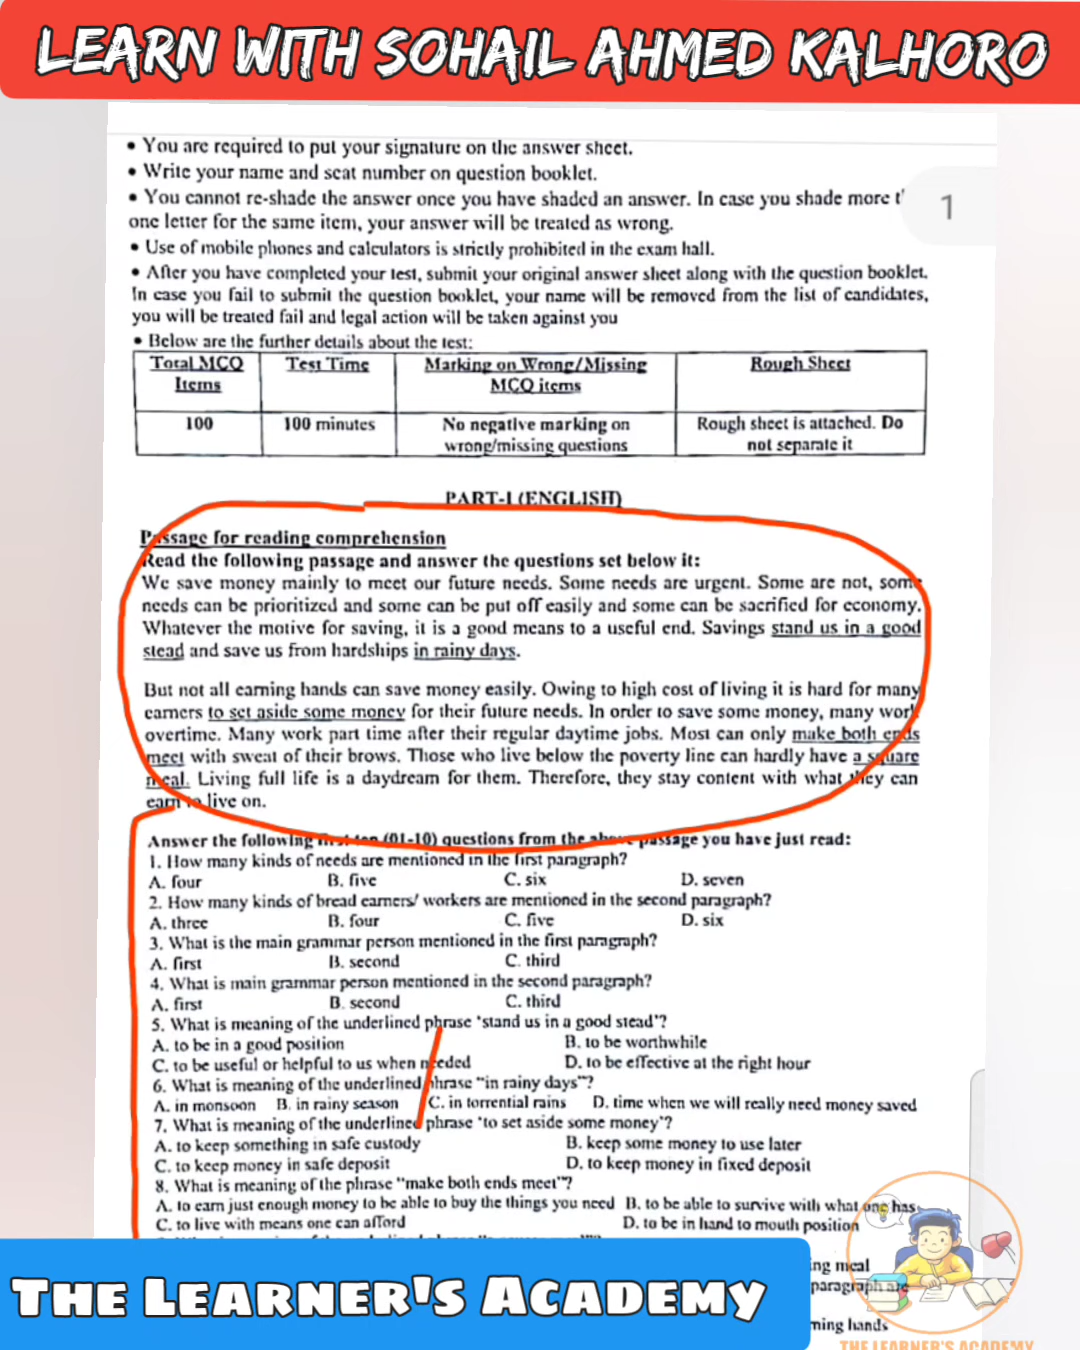 LEARN WITH SOHAIL AHMED KALHORO
• You are required to put your signature on the answer sheet.
• Write your name and seat number on question booklet.
• You cannot re-shade the answer once you have shaded an answer. In case you shade more
one letter for the same item, your answer will be treated as wrong.
1
• Use of mobile phones and calculators is strictly prohibited in the exam hall.
• After you have completed your test, submit your original answer sheet along with the question booklet.
In case you fail to submit the question booklet, your name will be removed from the list of candidates,
you will be treated fail and legal action will be taken against you
• Below are the further details about the test:
Total MCQ Items Test Time Marking on Wrong/Missing MCQ items Rough Sheet
100 100 minutes No negative marking on wrong/missing questions Rough sheet is attached. Do not separate it
PART-I (ENGLISH)
Passage for reading comprehension
Read the following passage and answer the questions set below it:
We save money mainly to meet our future needs. Some needs are urgent. Some are not, some
needs can be prioritized and some can be put off easily and some can be sacrified for economy.
Whatever the motive for saving, it is a good means to a useful end. Savings stand us in a good
stead and save us from hardships in rainy days.
But not all earning hands can save money easily. Owing to high cost of living it is hard for many
earners to set aside some money for their future needs. In order to save some money, many work
overtime. Many work part time after their regular daytime jobs. Most can only make both ends
meet with sweat of their brows. Those who live below the poverty line can hardly have a square
meal. Living full life is a daydream for them. Therefore, they stay content with what they can
earn to live on.
Answer the following first ten (01-10) questions from the above passage you have just read:
1. How many kinds of needs are mentioned in the first paragraph?
A. four B. five C. six D. seven
2. How many kinds of bread earners/ workers are mentioned in the second paragraph?
A. three B. four C. five D. six
3. What is the main grammar person mentioned in the first paragraph?
A. first B. second C. third
4. What is main grammar person mentioned in the second paragraph?
A. first B. second C. third
5. What is meaning of the underlined phrase 'stand us in a good stead'?
A. to be in a good position B. to be worthwhile
C. to be useful or helpful to us when needed D. to be effective at the right hour
6. What is meaning of the underlined phrase "in rainy days"?
A. in monsoon B. in rainy season C. in torrential rains D. time when we will really need money saved
7. What is meaning of the underlined phrase 'to set aside some money'?
A. to keep something in safe custody B. keep some money to use later
C. to keep money in safe deposit D. to keep money in fixed deposit
8. What is meaning of the phrase "make both ends meet"?
A. to earn just enough money to be able to buy the things you need B. to be able to survive with what one has
C. to live with means one can afford D. to be in hand to mouth position
ing meal
paragraph are
ning hands
THE LEARNER'S ACADEMY
THE LEARNER'S ACADEMY